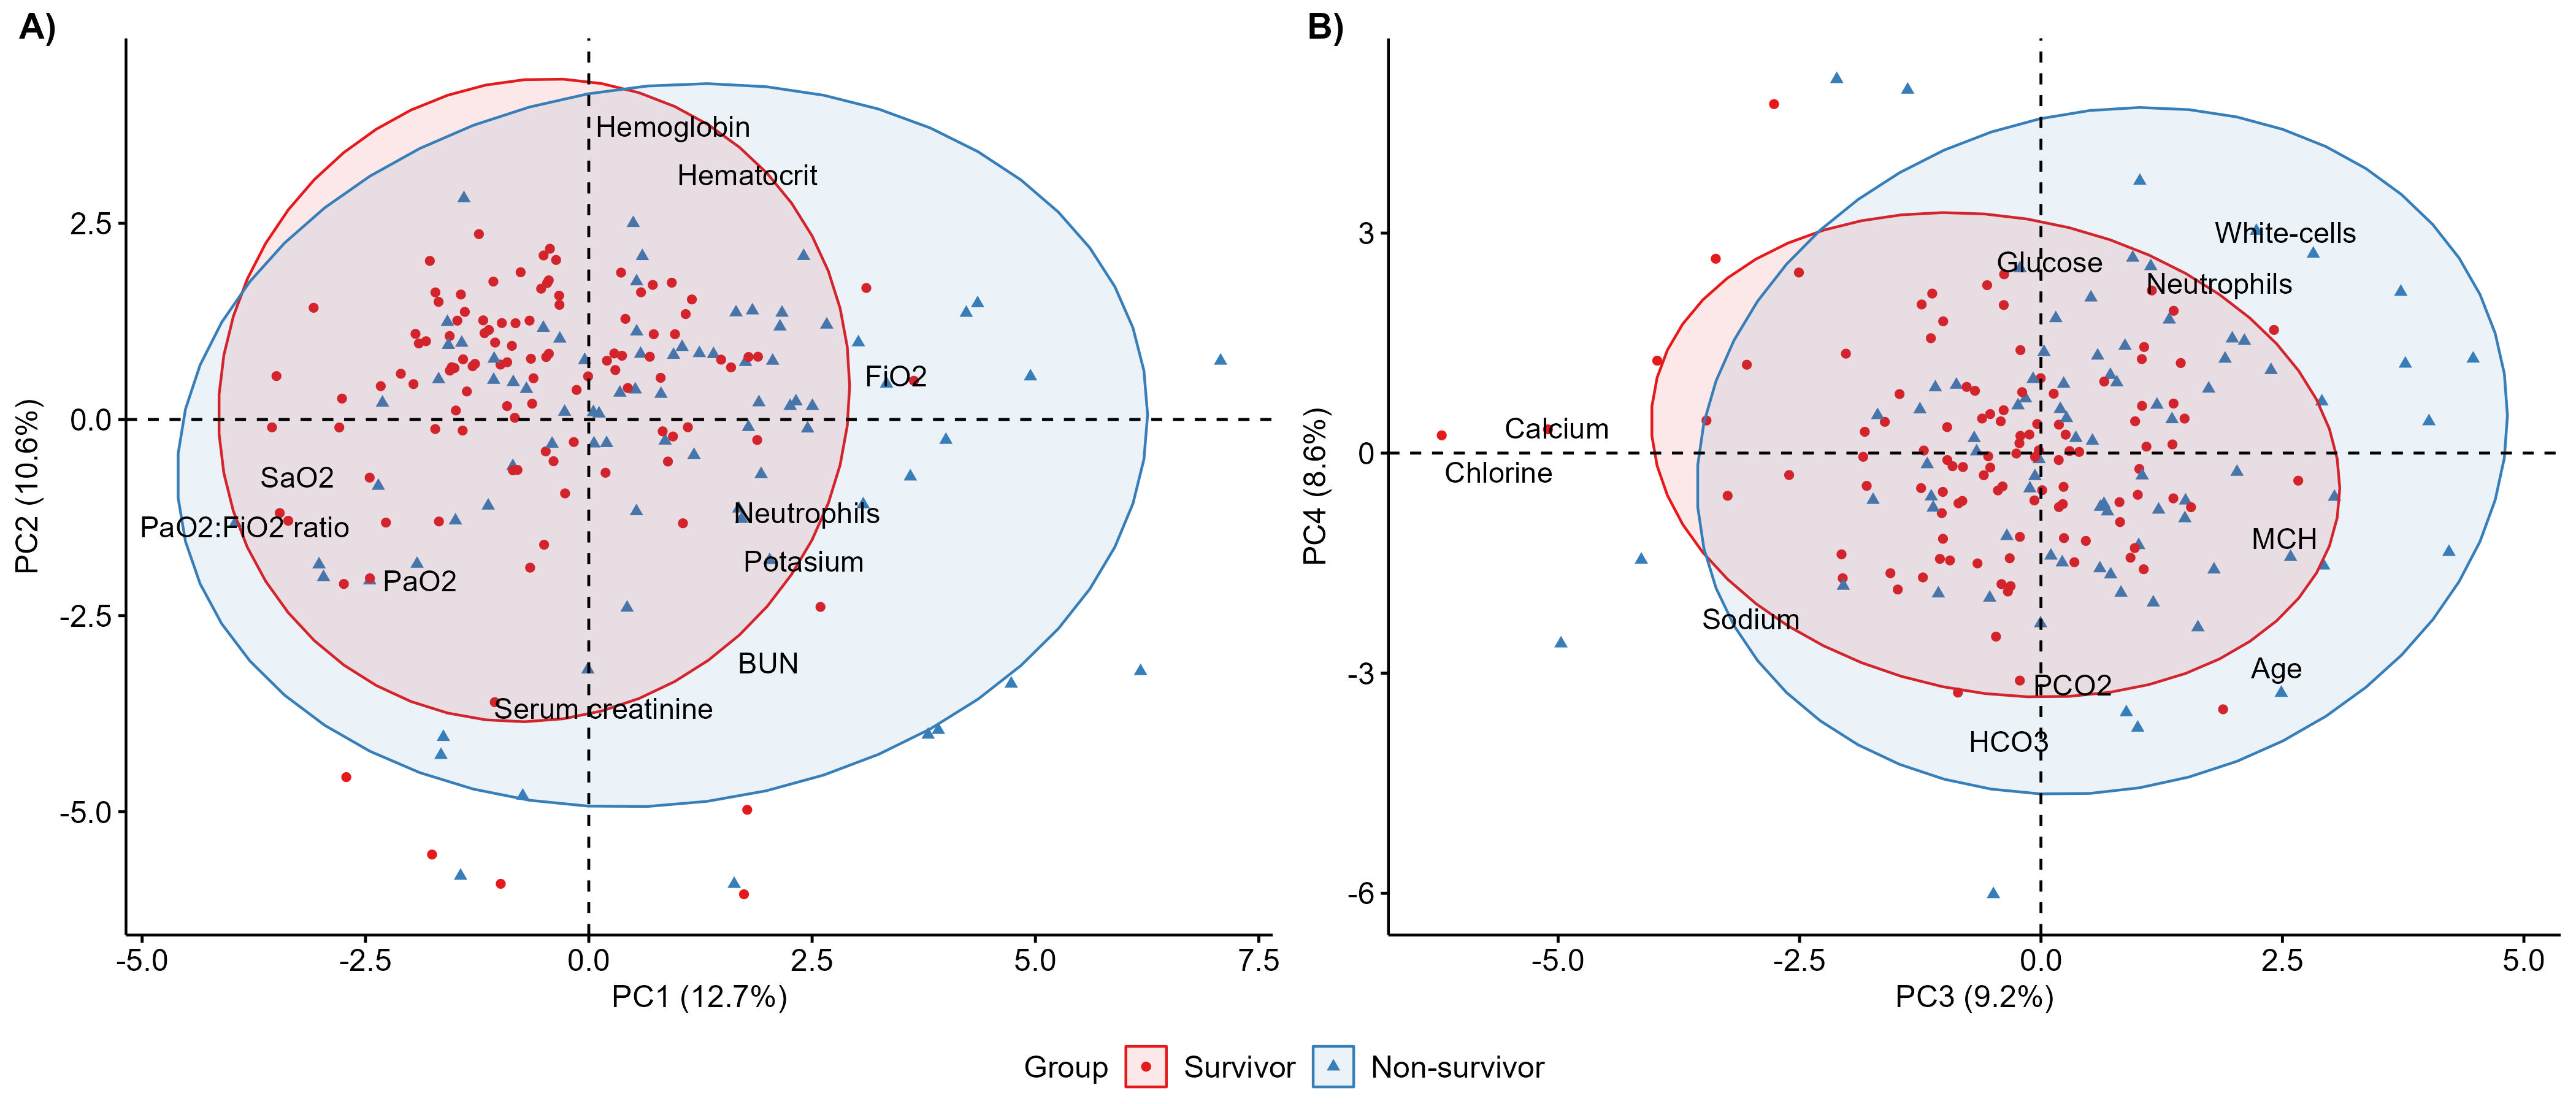 A)
Hemoglobin
Hematocrit
FiO2
SaO2
PaO2:FiO2 ratio
PaO2
Neutrophils
Potasium
BUN
Serum creatinine
2.5
0.0
-2.5
-5.0
PC2 (10.6%)
-5.0 -2.5 0.0 2.5 5.0 7.5
PC1 (12.7%)
B)
White-cells
Glucose
Neutrophils
Calcium
Chlorine
MCH
Sodium
Age
PCO2
HCO3
3
0
-3
-6
PC4 (8.6%)
-5.0 -2.5 0.0 2.5 5.0
PC3 (9.2%)
Group Survivor Non-survivor